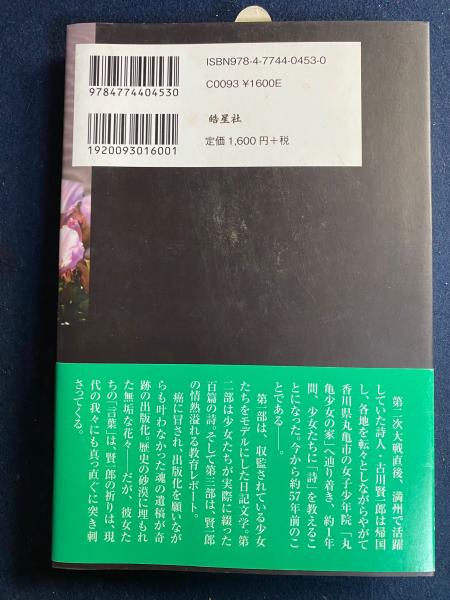 ISBN978-4-7744-0453-0
C0093 ¥1600E
皓星社
定価1,600円+税
9784774404530
1920093016001
第二次大戦直後、満州で活躍
していた詩人・古川賢一郎は帰国
し、各地を転々としながらやがて
香川県丸亀市の女子少年院「丸
亀少女の家」へ辿り着き、約1年
間、少女たちに「詩」を教えるこ
とになった。今から約57年前のこ
とである――。
第一部は、収監されている少女
たちをモデルにした日記文学。第
二部は少女たちが実際に綴った
百篇の詩。そして第三部は、賢一郎
の情熱溢れる教育レポート。
癌に冒され、出版化を願いなが
らも叶わなかった魂の遺稿が奇
跡の出版化。歴史の砂漠に埋もれ
た無垢な花々――だが、彼女た
ちの「言葉」は、賢一郎の祈りは、現
代の我々にも真っ直ぐに突き刺
さってくる。